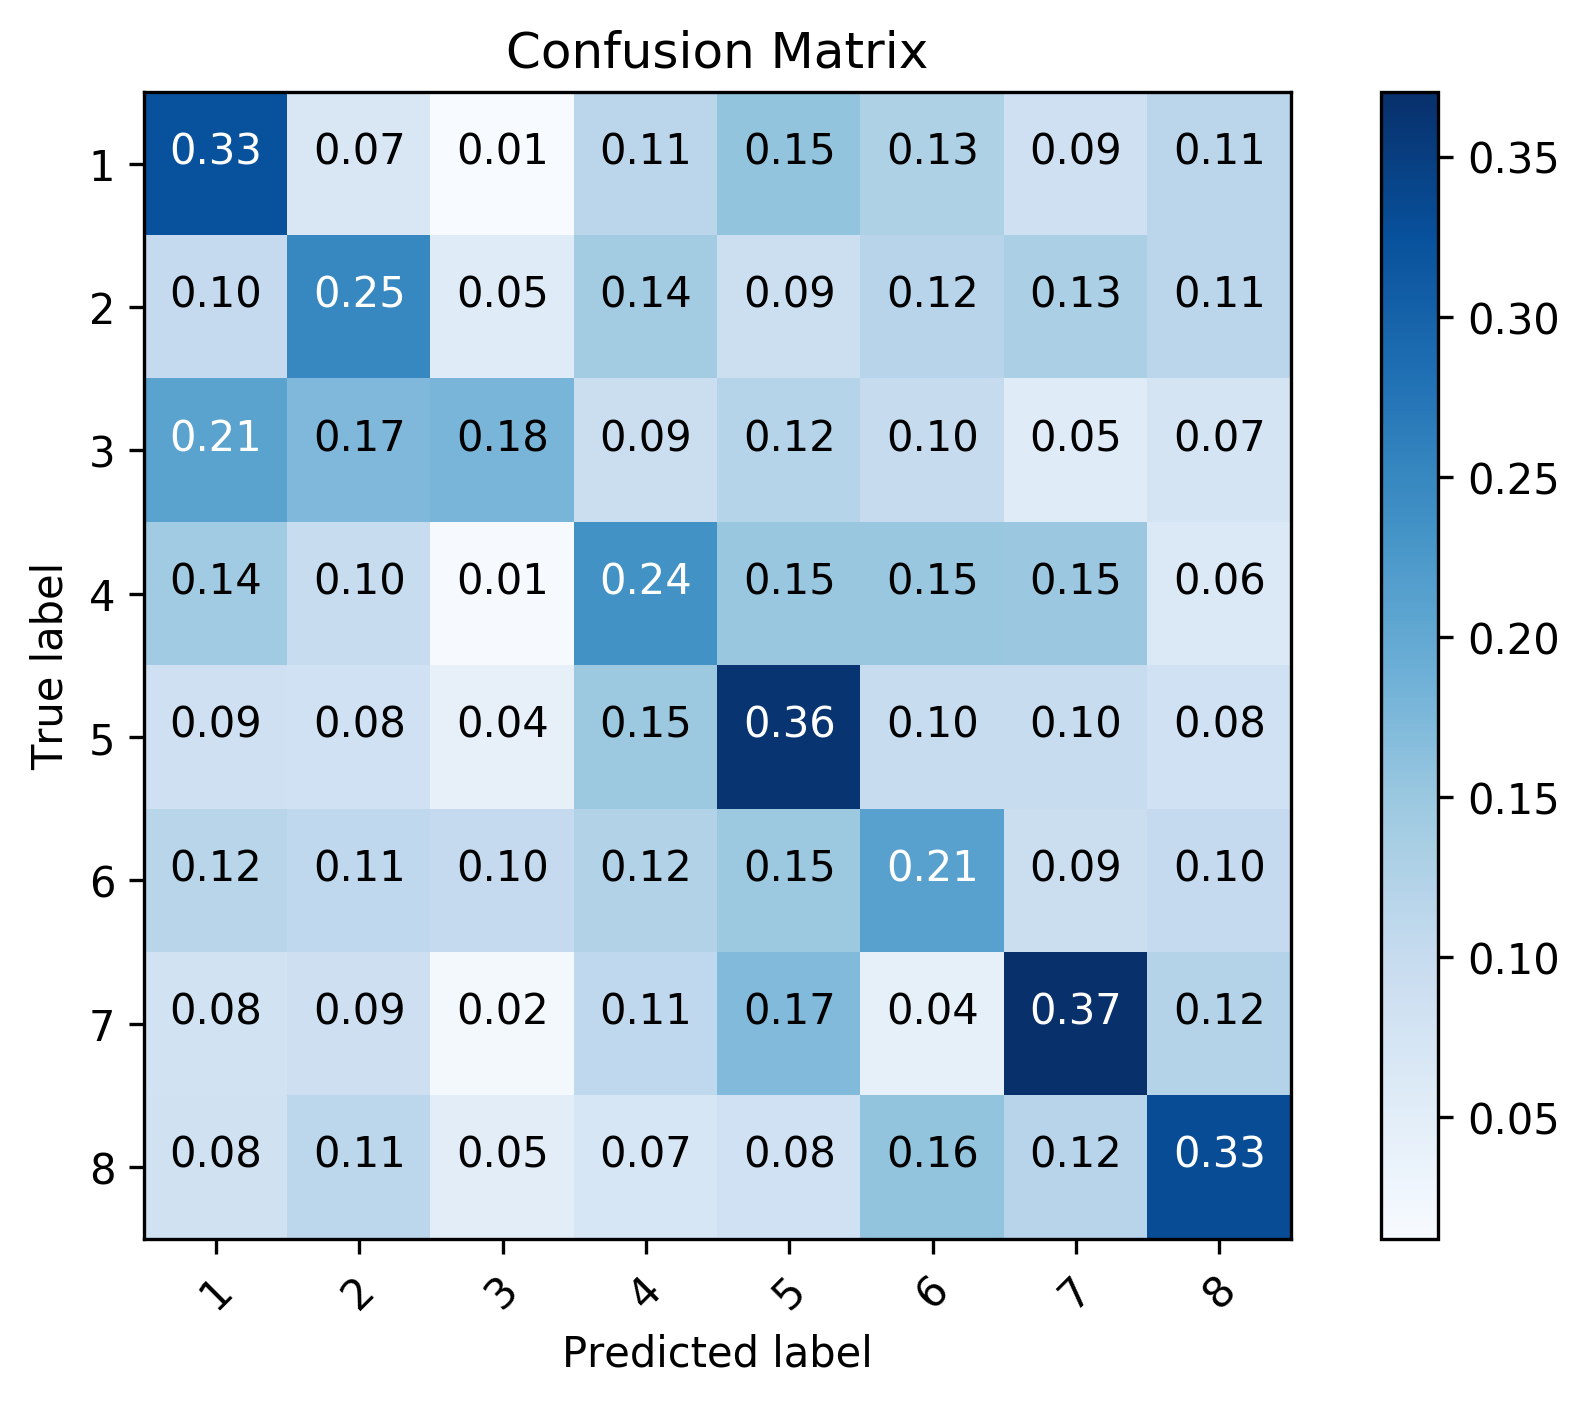 Confusion Matrix
1 0.33 0.07 0.01 0.11 0.15 0.13 0.09 0.11
2 0.10 0.25 0.05 0.14 0.09 0.12 0.13 0.11
3 0.21 0.17 0.18 0.09 0.12 0.10 0.05 0.07
4 0.14 0.10 0.01 0.24 0.15 0.15 0.15 0.06
5 0.09 0.08 0.04 0.15 0.36 0.10 0.10 0.08
6 0.12 0.11 0.10 0.12 0.15 0.21 0.09 0.10
7 0.08 0.09 0.02 0.11 0.17 0.04 0.37 0.12
8 0.08 0.11 0.05 0.07 0.08 0.16 0.12 0.33
1 2 3 4 5 6 7 8
Predicted label
True label
0.35
0.30
0.25
0.20
0.15
0.10
0.05